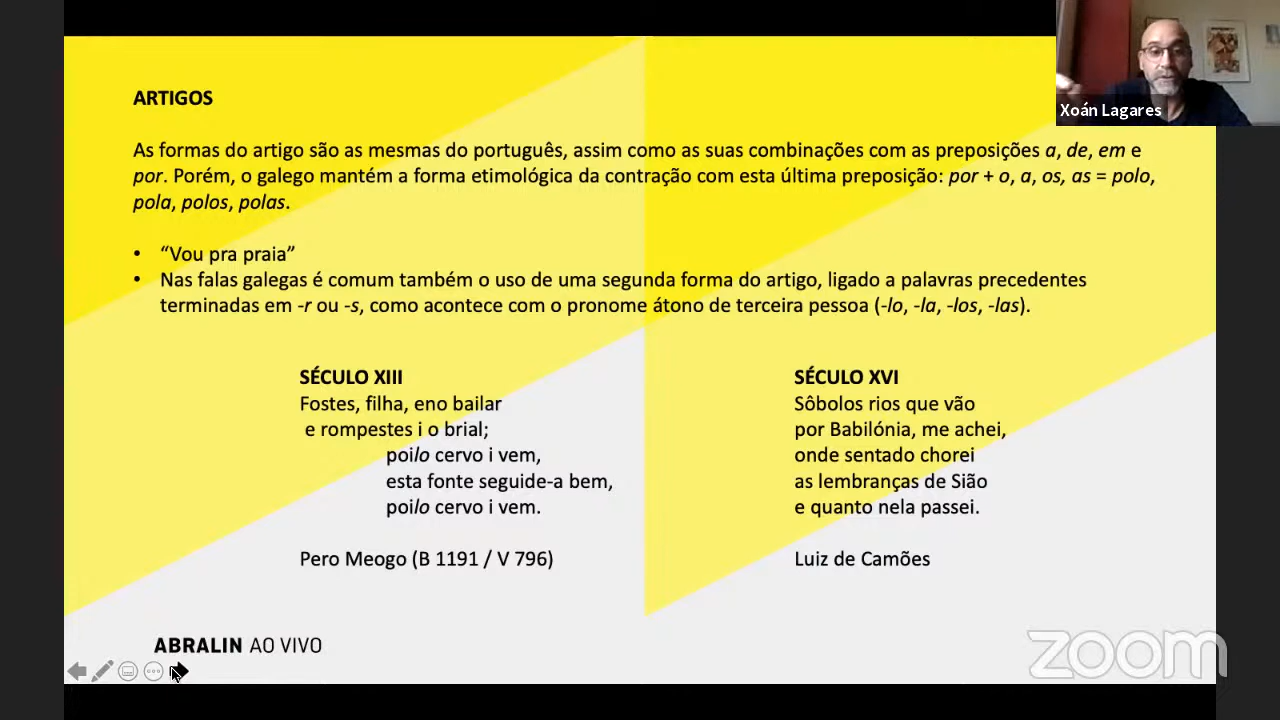 Xoán Lagares
ARTIGOS
As formas do artigo são as mesmas do português, assim como as suas combinações com as preposições a, de, em e
por. Porém, o galego mantém a forma etimológica da contração com esta última preposição: por + o, a, os, as = polo,
pola, polos, polas.
• “Vou pra praia”
• Nas falas galegas é comum também o uso de uma segunda forma do artigo, ligado a palavras precedentes
terminadas em -r ou -s, como acontece com o pronome átono de terceira pessoa (-lo, -la, -los, -las).
SÉCULO XIII
Fostes, filha, eno bailar
e rompestes i o brial;
poilo cervo i vem,
esta fonte seguide-a bem,
poilo cervo i vem.
Pero Meogo (B 1191 / V 796)
SÉCULO XVI
Sôbolos rios que vão
por Babilónia, me achei,
onde sentado chorei
as lembranças de Sião
e quanto nela passei.
Luiz de Camões
ABRALIN AO VIVO
zoom